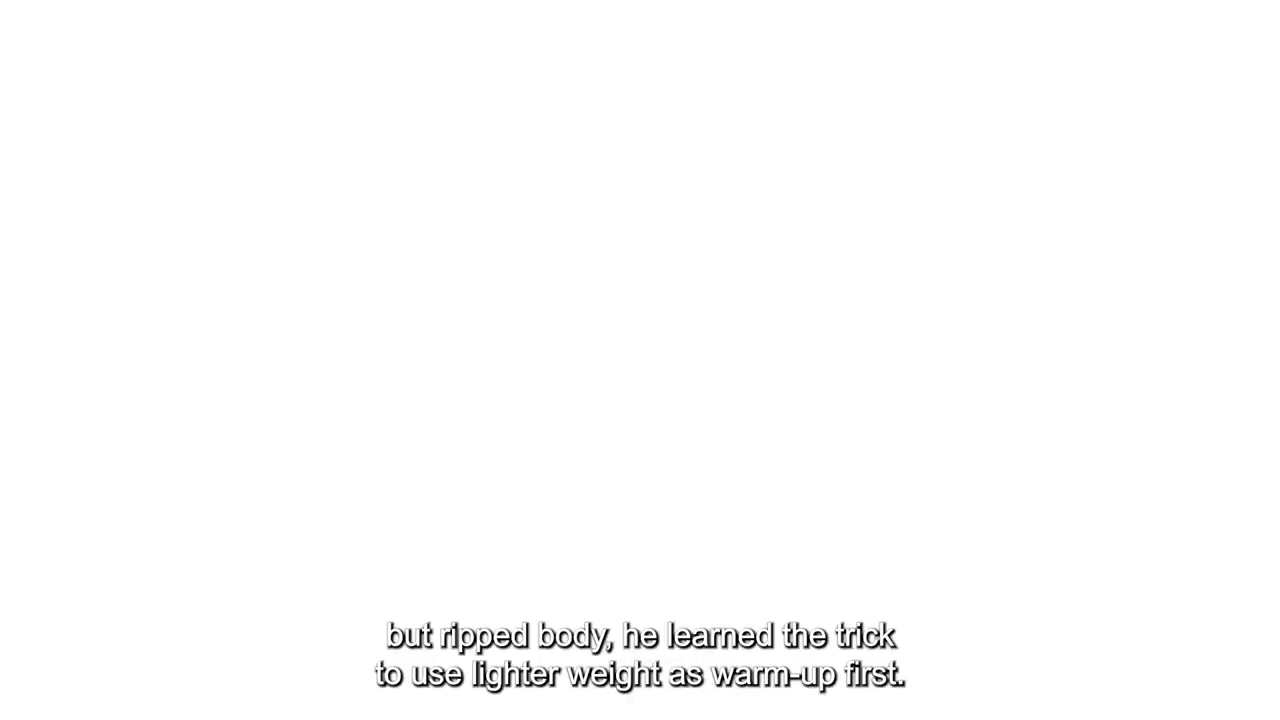 but ripped body, he learned the trick
to use lighter weight as warm-up first.